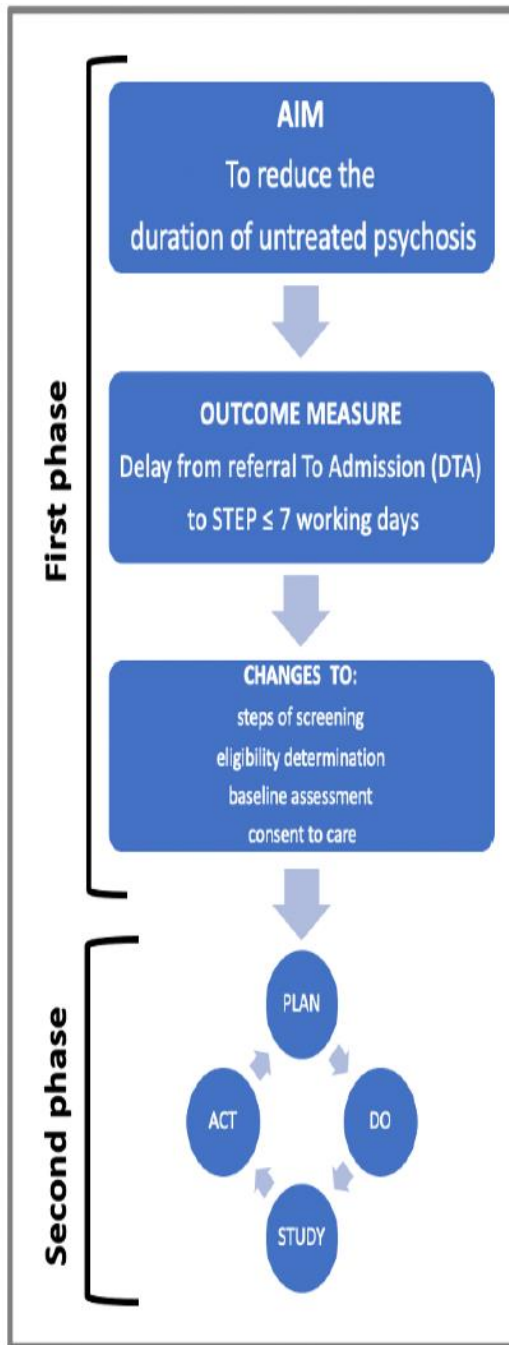 First phase
AIM
To reduce the
duration of untreated psychosis
OUTCOME MEASURE
Delay from referral To Admission (DTA)
to STEP ≤ 7 working days
CHANGES TO:
steps of screening
eligibility determination
baseline assessment
consent to care
Second phase
PLAN
DO
STUDY
ACT